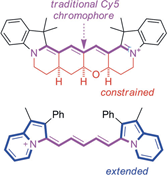 traditional Cy5
chromophore
N
N+
H
H
O
H
constrained
Ph
Ph
N
+
N
extended